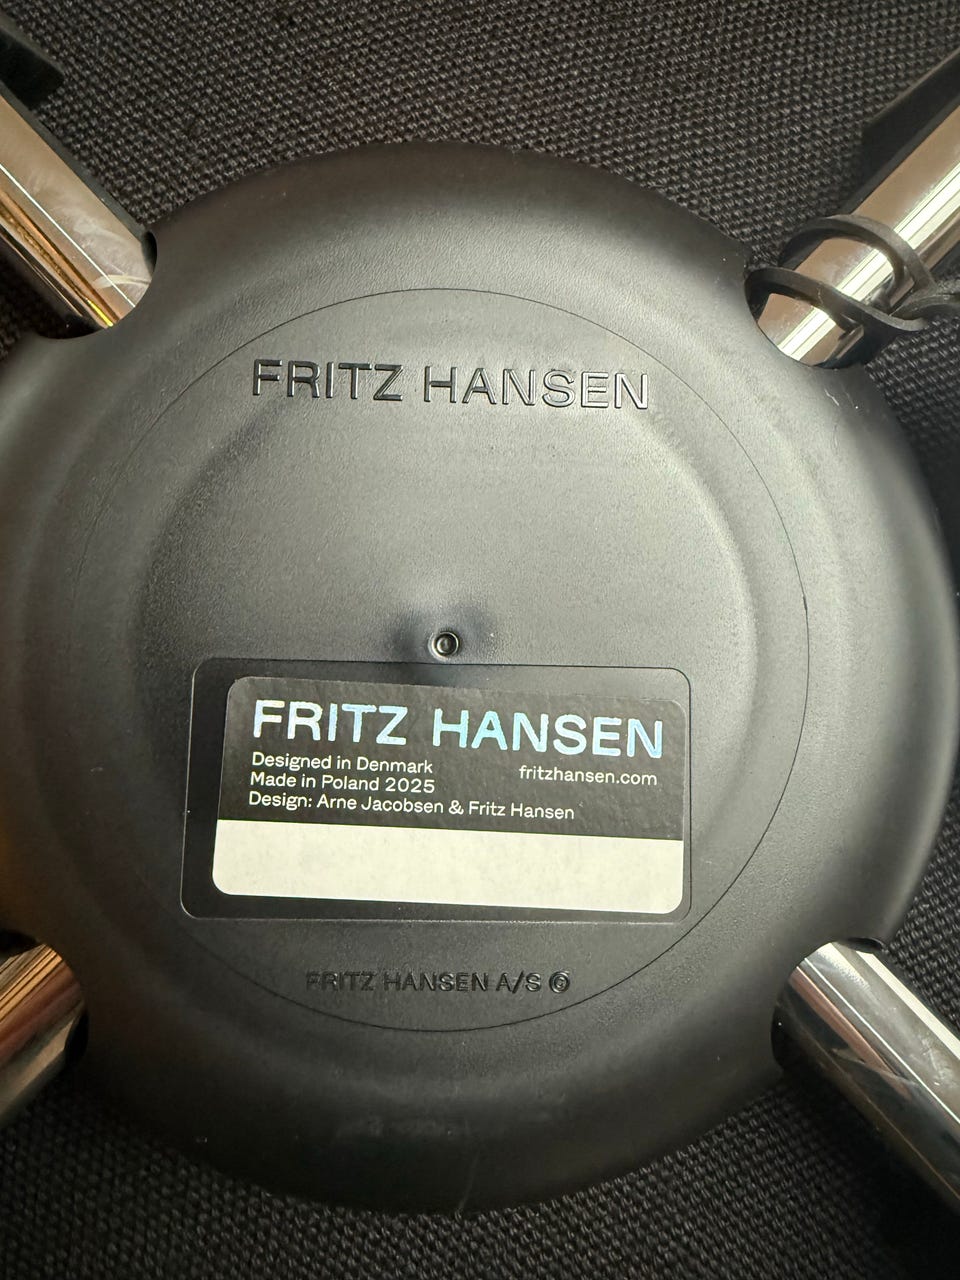 FRITZ HANSEN
FRITZ HANSEN
Designed in Denmark
Made in Poland 2025
fritzhansen.com
Design: Arne Jacobsen & Fritz Hansen
FRITZ HANSEN A/S ©